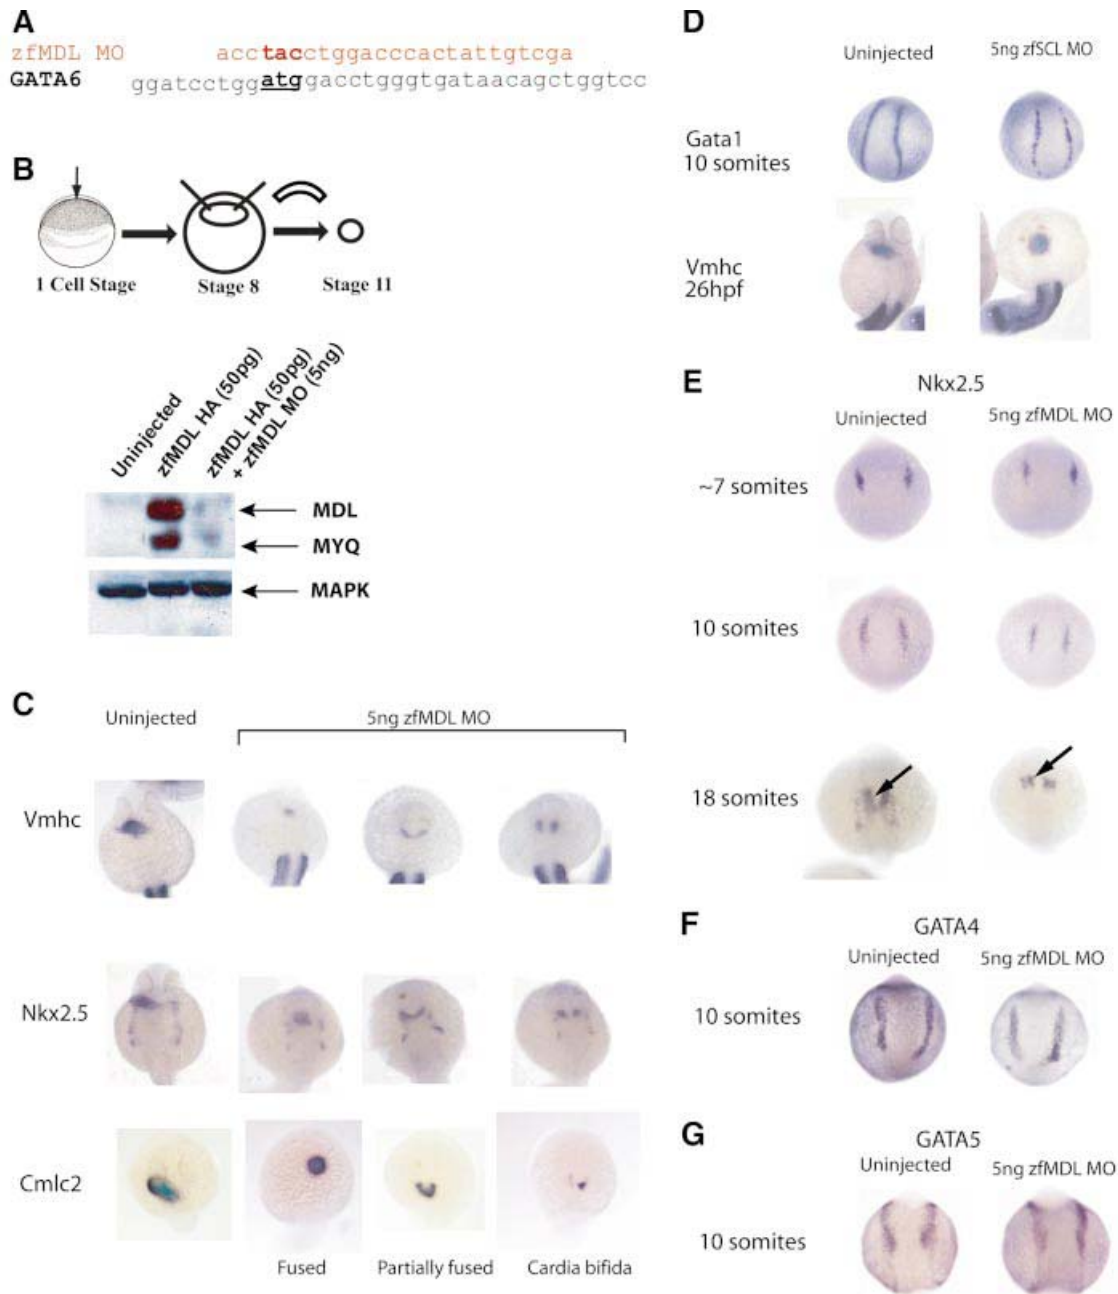 A
zfMDL MO acctacctggacccactattgtcga
GATA6 ggatcctggatggacctgggtgataacagctggtcc
B
1 Cell Stage Stage 8 Stage 11
Uninjected
zfMDL HA (50pg)
zfMDL HA (50pg)
+ zfMDL MO (5ng)
MDL
MYQ
MAPK
C
Uninjected 5ng zfMDL MO
Vmhc
Nkx2.5
Cmlc2
Fused Partially fused Cardia bifida
D
Uninjected 5ng zfSCL MO
Gata1
10 somites
Vmhc
26hpf
E
Nkx2.5
Uninjected 5ng zfMDL MO
~7 somites
10 somites
18 somites
F
GATA4
Uninjected 5ng zfMDL MO
10 somites
G
GATA5
Uninjected 5ng zfMDL MO
10 somites